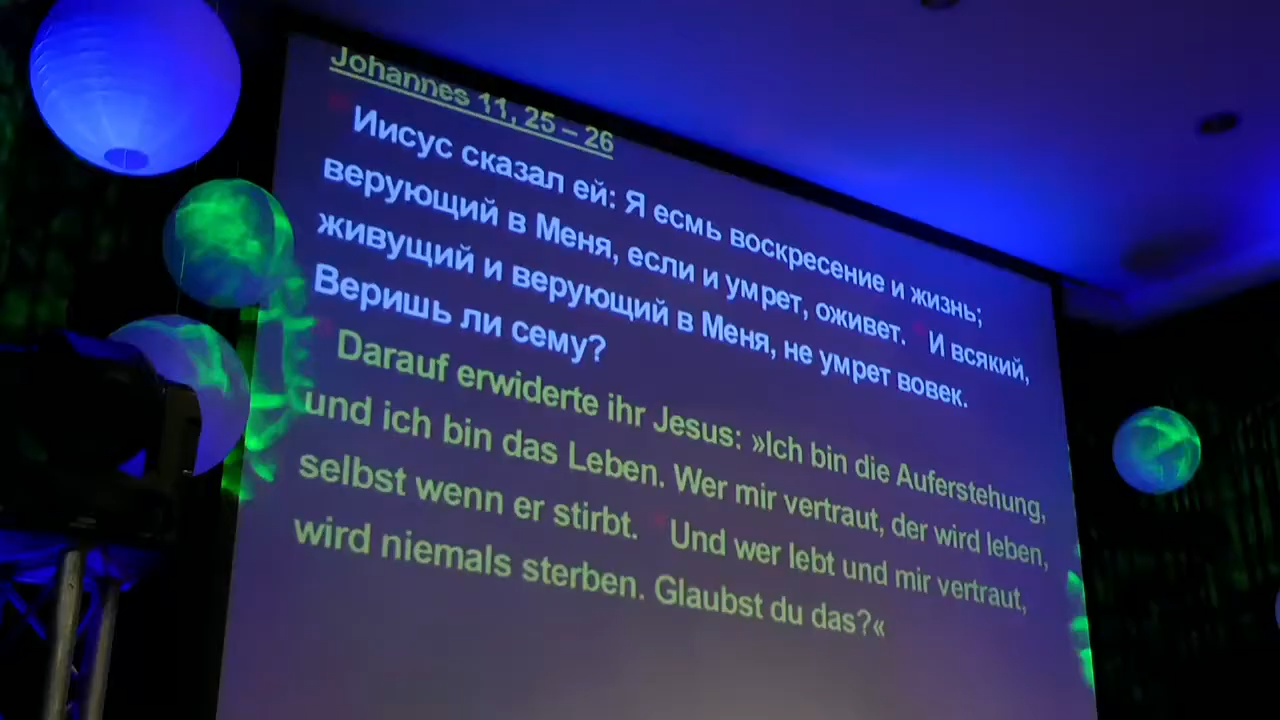 Johannes 11, 25 – 26
Иисус сказал ей: Я есмь воскресение и жизнь;
верующий в Меня, если и умрет, оживет. И всякий,
живущий и верующий в Меня, не умрет вовек.
Веришь ли сему?
Darauf erwiderte ihr Jesus: »Ich bin die Auferstehung,
und ich bin das Leben. Wer mir vertraut, der wird leben,
selbst wenn er stirbt. Und wer lebt und mir vertraut,
wird niemals sterben. Glaubst du das?«